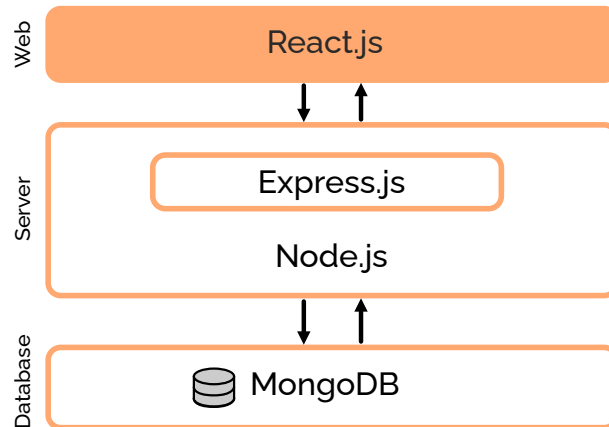 Web
React.js
Server
Express.js
Node.js
Database
MongoDB